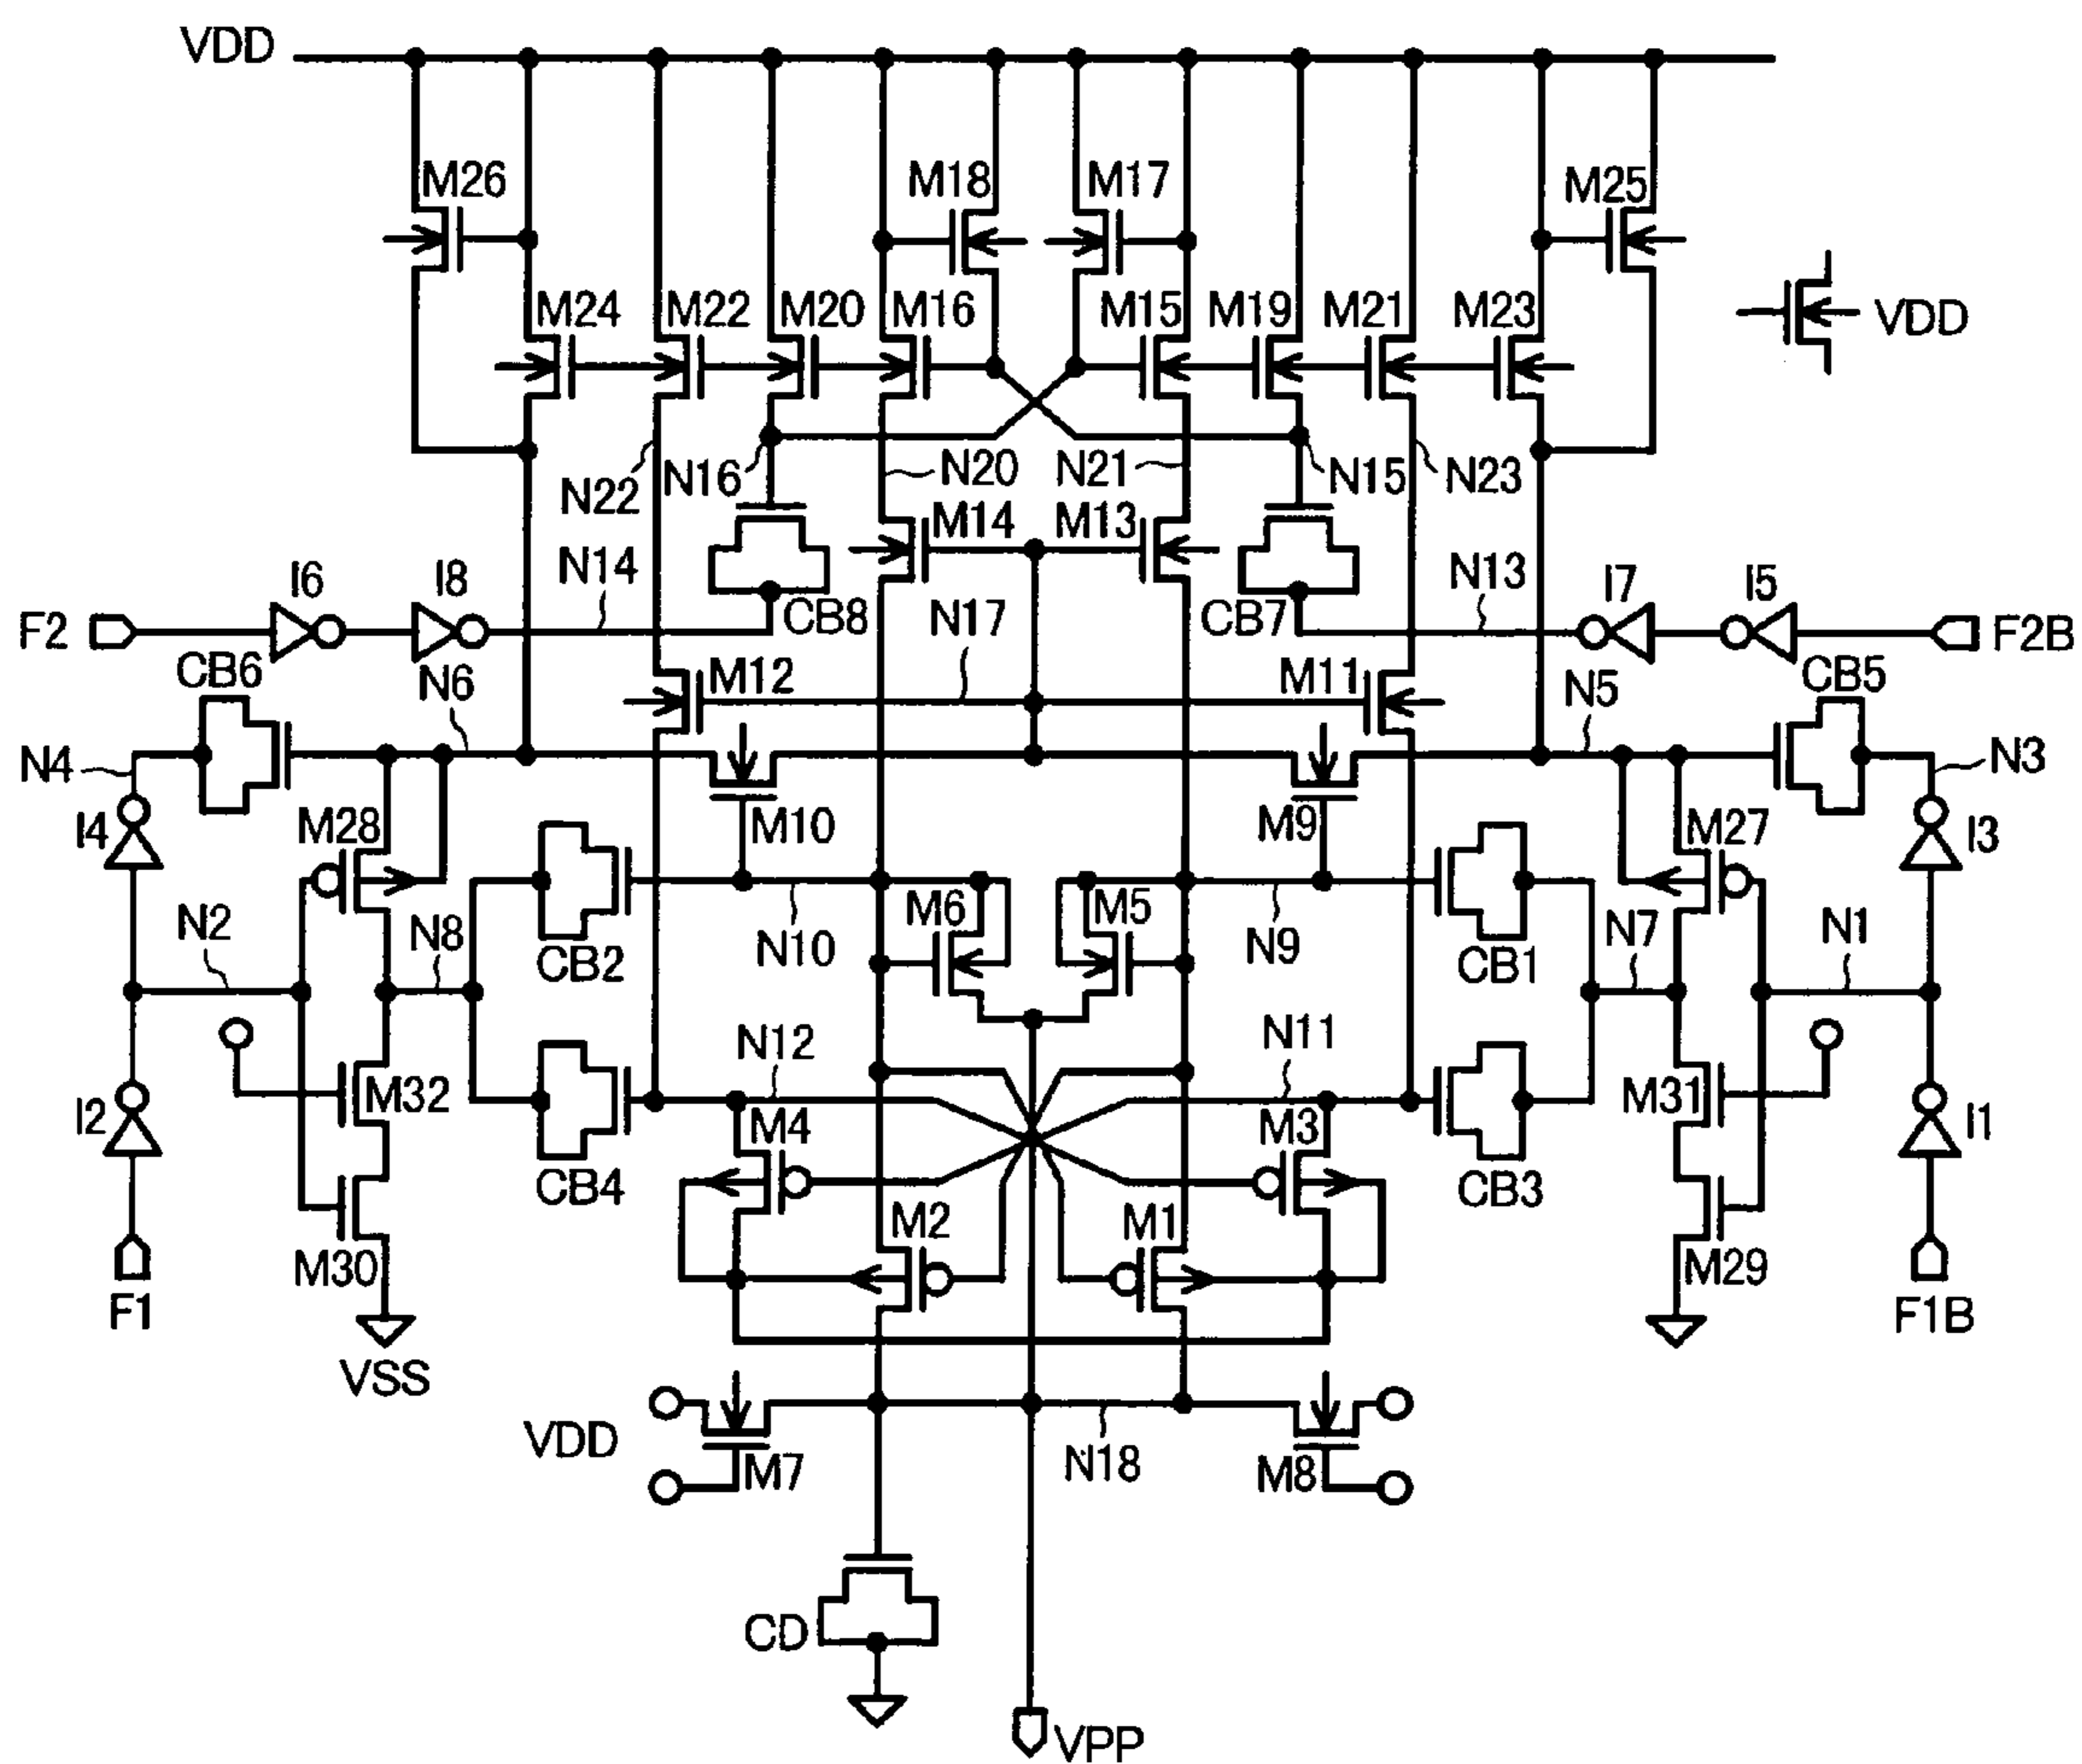 VDD
M26
M18
M17
M25
M24
M22
M20
M16
M15
M19
M21
M23
VDD
N22
N16
N20
N21
N15
N23
M14
M13
I6
I8
N14
CB8
N17
CB7
N13
I7
I5
F2
F2B
CB6
N6
M12
M11
N5
CB5
N4
N3
I4
M28
M10
M9
M27
I3
N2
N8
CB2
N10
M6
M5
N9
CB1
N7
N1
I2
M32
N12
N11
M31
I1
M4
M3
CB4
CB3
M2
M1
F1
M30
M29
F1B
VSS
VDD
M7
N18
M8
CD
VPP